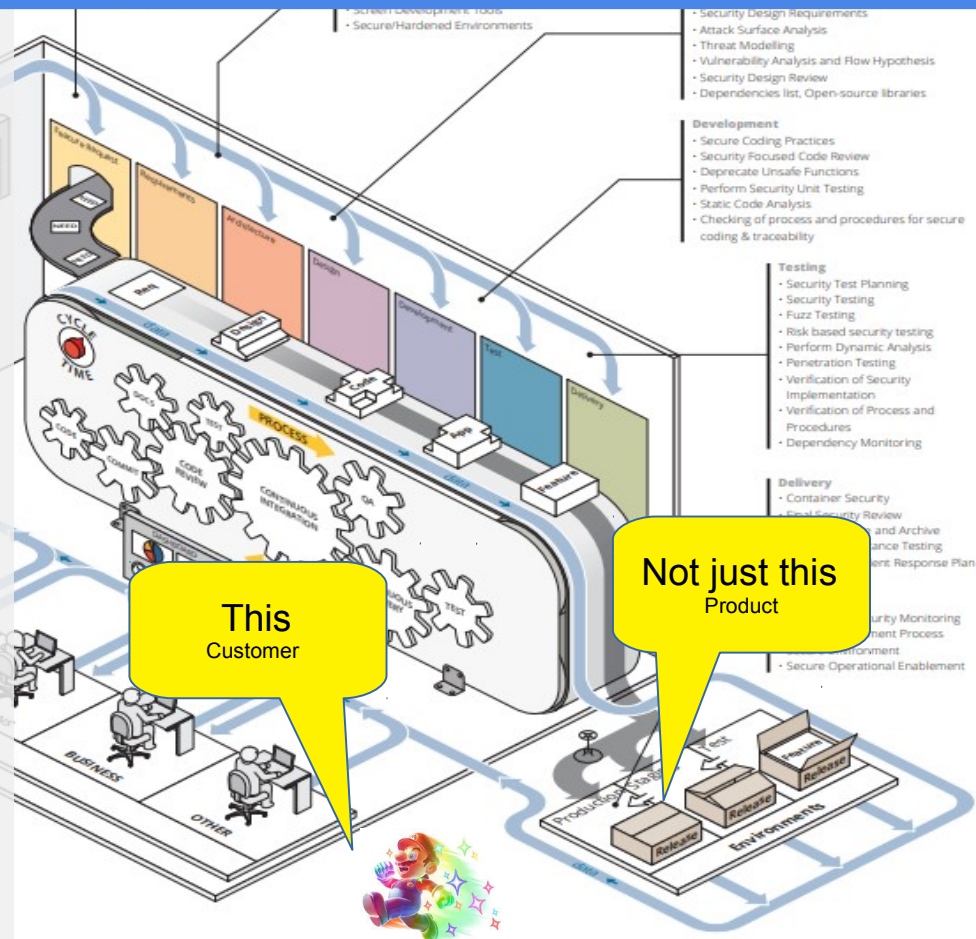 · Screen Development Tools
· Secure/Hardened Environments
· Security Design Requirements
· Attack Surface Analysis
· Threat Modelling
· Vulnerability Analysis and Flow Hypothesis
· Security Design Review
· Dependencies list, Open-source libraries
Development
· Secure Coding Practices
· Security Focused Code Review
· Deprecate Unsafe Functions
· Perform Security Unit Testing
· Static Code Analysis
· Checking of process and procedures for secure
coding & traceability
Testing
· Security Test Planning
· Security Testing
· Fuzz Testing
· Risk based security testing
· Perform Dynamic Analysis
· Penetration Testing
· Verification of Security
Implementation
· Verification of Process and
Procedures
· Dependency Monitoring
Delivery
· Container Security
· Final Security Review
and Archive
ance Testing
ent Response Plan
urity Monitoring
ment Process
· Secure Operational Enablement
Feature Request
Requirements
Architecture
Design
Development
Test
Delivery
NEED
Req
Design
Code
App
Feature
data
data
CYCLE
TIME
DOCS
TEST
CODE
COMMIT
CODE
REVIEW
PROCESS
CONTINUOUS
INTEGRATION
QA
DASHBOARD
TEST
This
Customer
Not just this
Product
BUSINESS
OTHER
Production
Test
Feature
Release
Release
Release
Environments
data